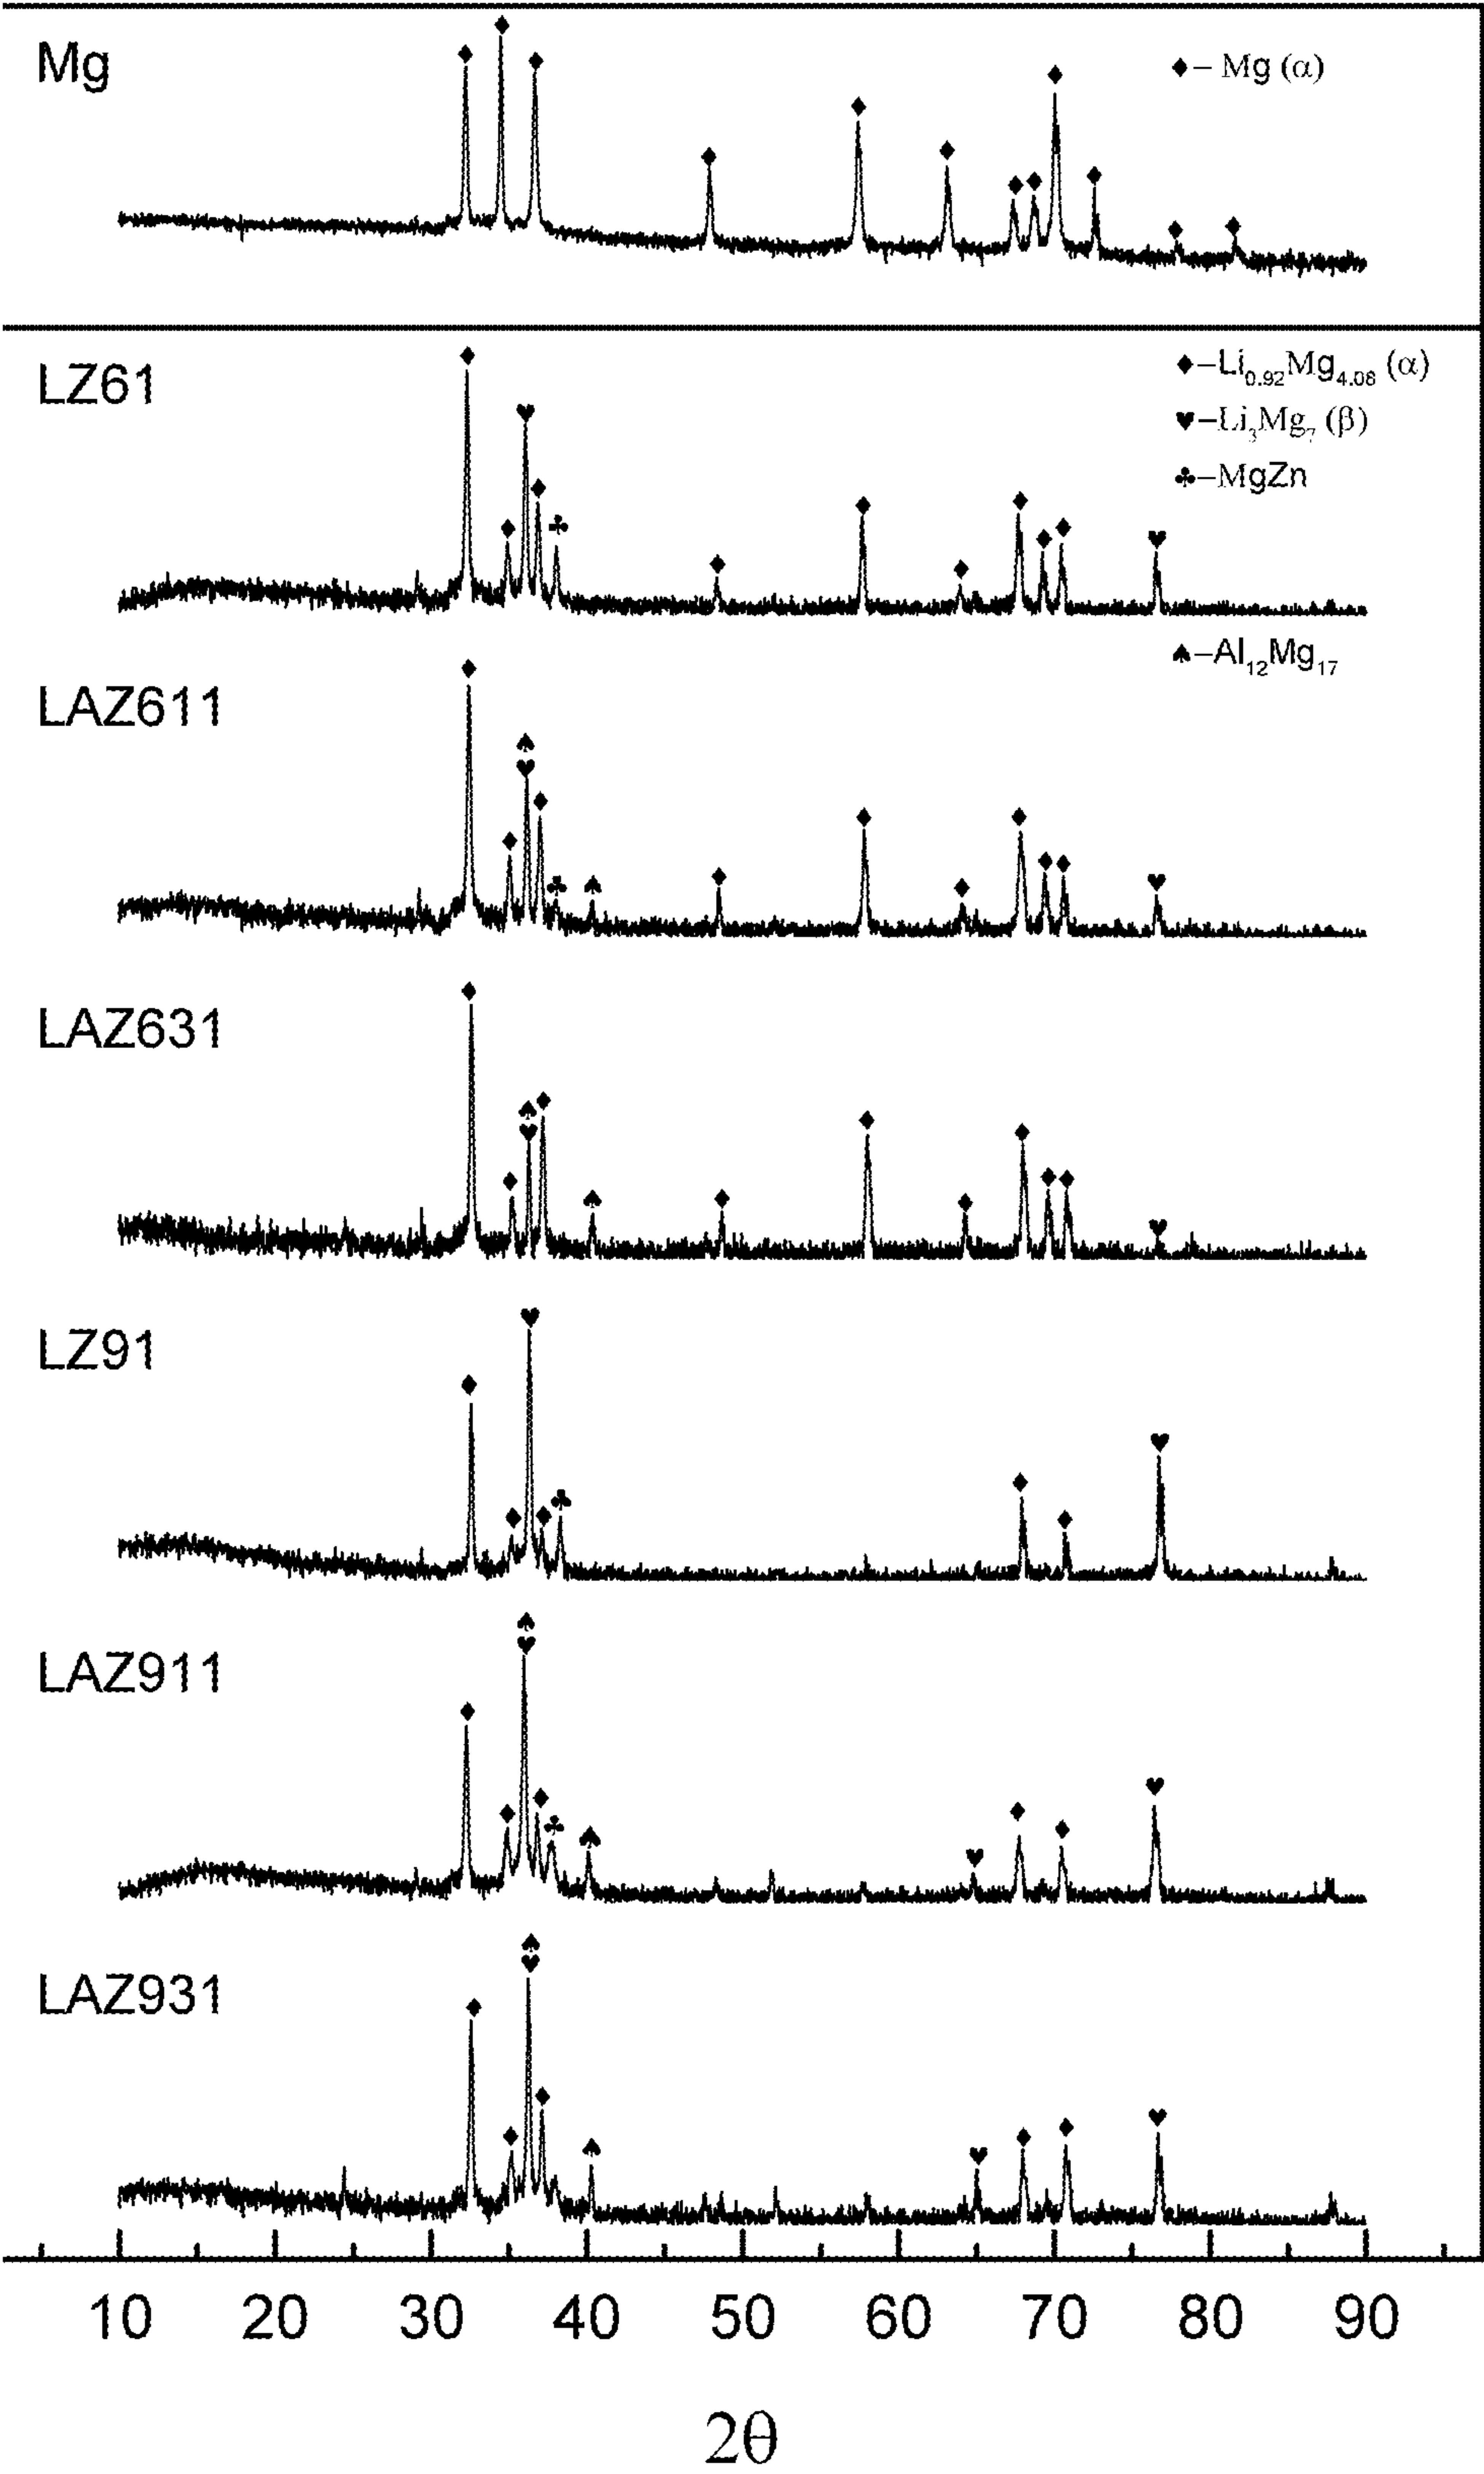 Mg
♦– Mg (α)
LZ61
♦–Li0.92Mg4.08 (α)
♥–Li3Mg7 (β)
♣–MgZn
♠–Al12Mg17
LAZ611
LAZ631
LZ91
LAZ911
LAZ931
10 20 30 40 50 60 70 80 90
2θ